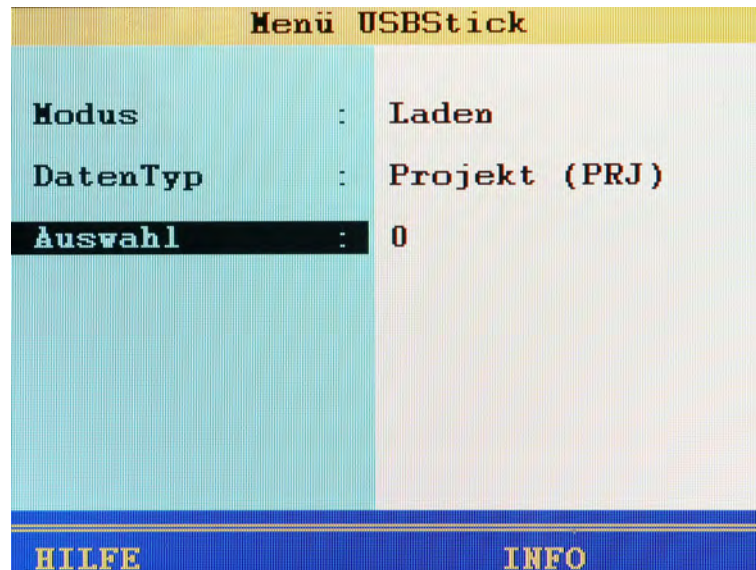 Menü USBStick
Modus : Laden
DatenTyp : Projekt (PRJ)
Auswahl : 0
HILFE INFO